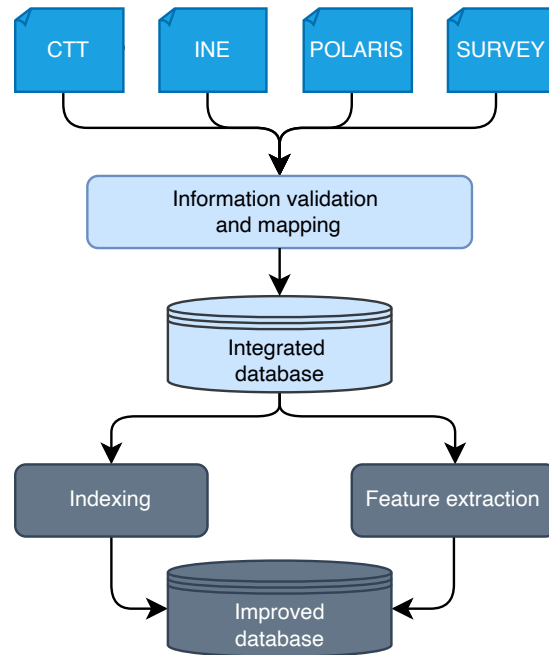 CTT
INE
POLARIS
SURVEY
Information validation
and mapping
Integrated
database
Indexing
Feature extraction
Improved
database